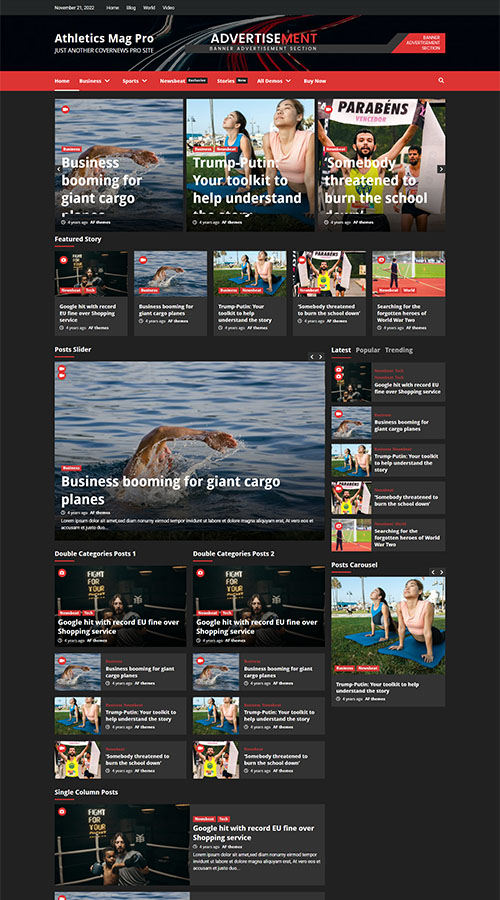 November 21, 2022 Home Blog World Video
Athletics Mag Pro
JUST ANOTHER COVERNEWS PRO SITE
ADVERTISEMENT
BANNER ADVERTISEMENT SECTION
BANNER
ADVERTISEMENT
SECTION
Home Business Sports Newsbeat Exclusive Stories New All Demos Buy Now
Business
Business
booming for
giant cargo
planes
4 years ago AF themes
Business Newsbeat
Trump-Putin:
Your toolkit to
help understand
the story
4 years ago AF themes
PARABÉNS
VENCEDOR
Newsbeat
'Somebody
threatened to
burn the school
down'
4 years ago AF themes
Featured Story
Newsbeat Tech
Google hit with record
EU fine over Shopping
service
4 years ago AF themes
Business
Business booming for
giant cargo planes
4 years ago AF themes
Business Newsbeat
Trump-Putin: Your
toolkit to help
understand the story
4 years ago AF themes
Newsbeat
'Somebody threatened
to burn the school
down'
4 years ago AF themes
Newsbeat World
Searching for the
forgotten heroes of
World War Two
4 years ago AF themes
Posts Slider
Business
Business booming for giant cargo
planes
4 years ago AF themes
Lorem ipsum dolor sit amet,sed diam nonumy eirmod tempor invidunt ut labore et dolore magna aliquyam erat, At vero eos et
accusam et justo duo...
Latest Popular Trending
Newsbeat Tech
Newsbeat Tech
Google hit with record
EU fine over Shopping service
Business
Business booming for
giant cargo planes
Business Newsbeat
Trump-Putin: Your toolkit
to help understand the
story
Newsbeat
'Somebody threatened to
burn the school down'
Newsbeat World
Searching for the
forgotten heroes of World
War Two
Double Categories Posts 1
FIGHT
FOR
YOUR
Newsbeat Tech
Google hit with record EU fine over
Shopping service
4 years ago AF themes
Business
Business booming for giant
cargo planes
4 years ago AF themes
Business Newsbeat
Trump-Putin: Your toolkit to
help understand the story
4 years ago AF themes
Newsbeat
'Somebody threatened to
burn the school down'
4 years ago AF themes
Double Categories Posts 2
FIGHT
FOR
YOUR
Newsbeat Tech
Google hit with record EU fine over
Shopping service
4 years ago AF themes
Business
Business booming for giant
cargo planes
4 years ago AF themes
Business Newsbeat
Trump-Putin: Your toolkit to
help understand the story
4 years ago AF themes
Newsbeat
'Somebody threatened to
burn the school down'
4 years ago AF themes
Posts Carousel
Business Newsbeat
Trump-Putin: Your toolkit to help
understand the story
4 years ago AF themes
Single Column Posts
FIGHT
FOR
YOUR
Newsbeat Tech
Google hit with record EU fine over
Shopping service
4 years ago AF themes
Lorem ipsum dolor sit amet,sed diam nonumy
eirmod tempor invidunt ut labore et dolore
magna aliquyam erat, At vero eos et accusam
et justo duo...
Business